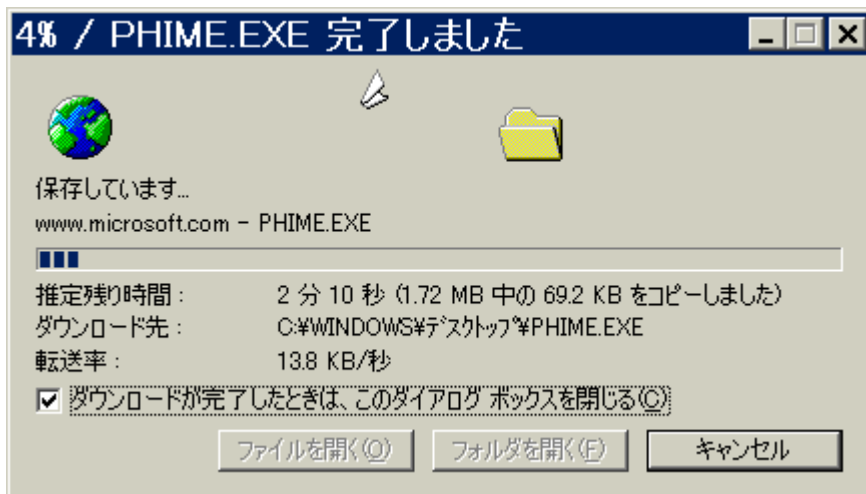 4% / PHIME.EXE 完了しました
保存しています...
www.microsoft.com - PHIME.EXE
推定残り時間： 2 分 10 秒 (1.72 MB 中の 69.2 KB をコピーしました)
ダウンロード先： C:¥WINDOWS¥ﾃﾞｽｸﾄｯﾌﾟ¥PHIME.EXE
転送率： 13.8 KB/秒
ダウンロードが完了したときは、このダイアログ ボックスを閉じる(C)
ファイルを開く(O) フォルダを開く(F) キャンセル